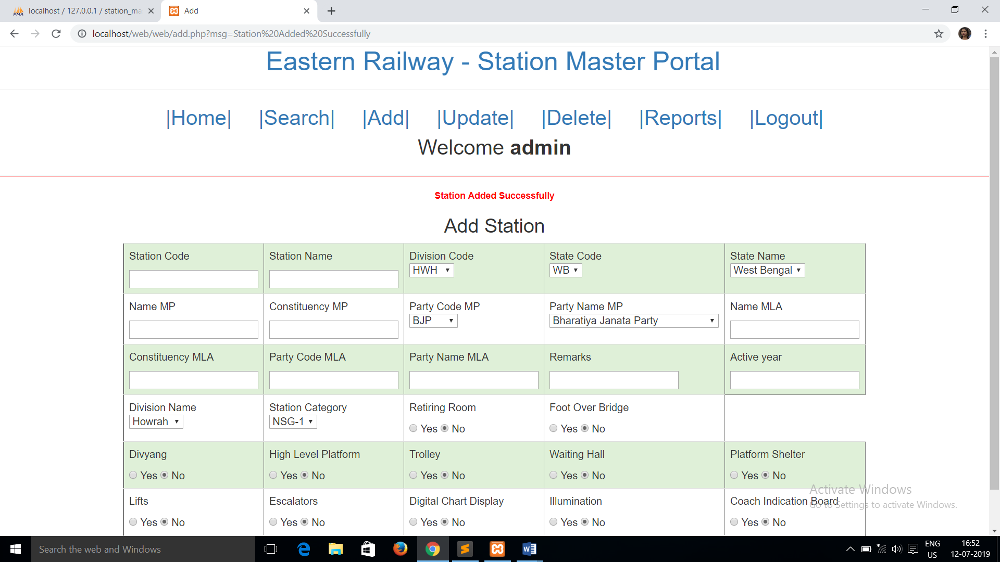 localhost / 127.0.0.1 / station_ma
Add
localhost/web/web/add.php?msg=Station%20Added%20Successfully
Eastern Railway - Station Master Portal
|Home| |Search| |Add| |Update| |Delete| |Reports| |Logout|
Welcome admin
Station Added Successfully
Add Station
Station Code Station Name Division Code State Code State Name
HWH WB West Bengal
Name MP Constituency MP Party Code MP Party Name MP Name MLA
BJP Bharatiya Janata Party
Constituency MLA Party Code MLA Party Name MLA Remarks Active year
Division Name Station Category Retiring Room Foot Over Bridge
Howrah NSG-1
Yes No Yes No
Divyang High Level Platform Trolley Waiting Hall Platform Shelter
Yes No Yes No Yes No Yes No Yes No
Activate Windows
Lifts Escalators Digital Chart Display Illumination Coach Indication Board
Go to Settings to activate Windows.
Yes No Yes No Yes No Yes No Yes No
Search the web and Windows
ENG
US
16:52
12-07-2019
PMA